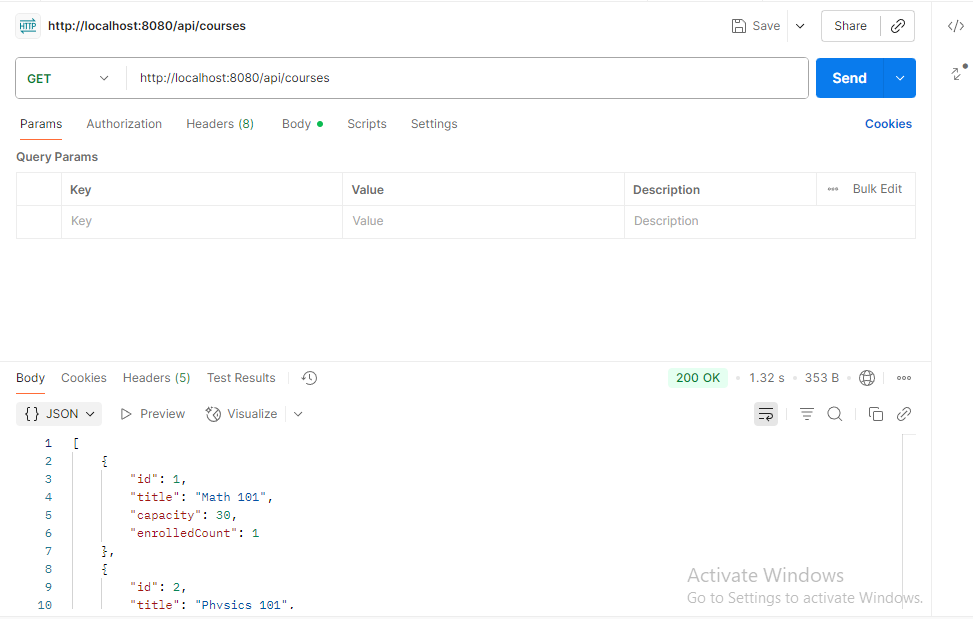 HTTP http://localhost:8080/api/courses Save Share </>
GET http://localhost:8080/api/courses Send
Params Authorization Headers (8) Body Scripts Settings Cookies
Query Params
Key Value Description Bulk Edit
Key Value Description
Body Cookies Headers (5) Test Results 200 OK 1.32 s 353 B
{} JSON Preview Visualize
1 [
2 {
3 "id": 1,
4 "title": "Math 101",
5 "capacity": 30,
6 "enrolledCount": 1
7 },
8 {
9 "id": 2,
10 "title": "Physics 101",
Activate Windows
Go to Settings to activate Windows.